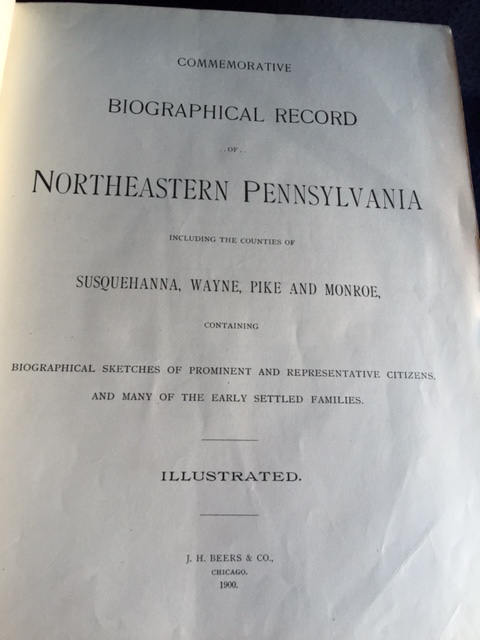 COMMEMORATIVE
BIOGRAPHICAL RECORD
..OF..
NORTHEASTERN PENNSYLVANIA
INCLUDING THE COUNTIES OF
SUSQUEHANNA, WAYNE, PIKE AND MONROE,
CONTAINING
BIOGRAPHICAL SKETCHES OF PROMINENT AND REPRESENTATIVE CITIZENS,
AND MANY OF THE EARLY SETTLED FAMILIES.
ILLUSTRATED.
J. H. BEERS & CO.,
CHICAGO.
1900.